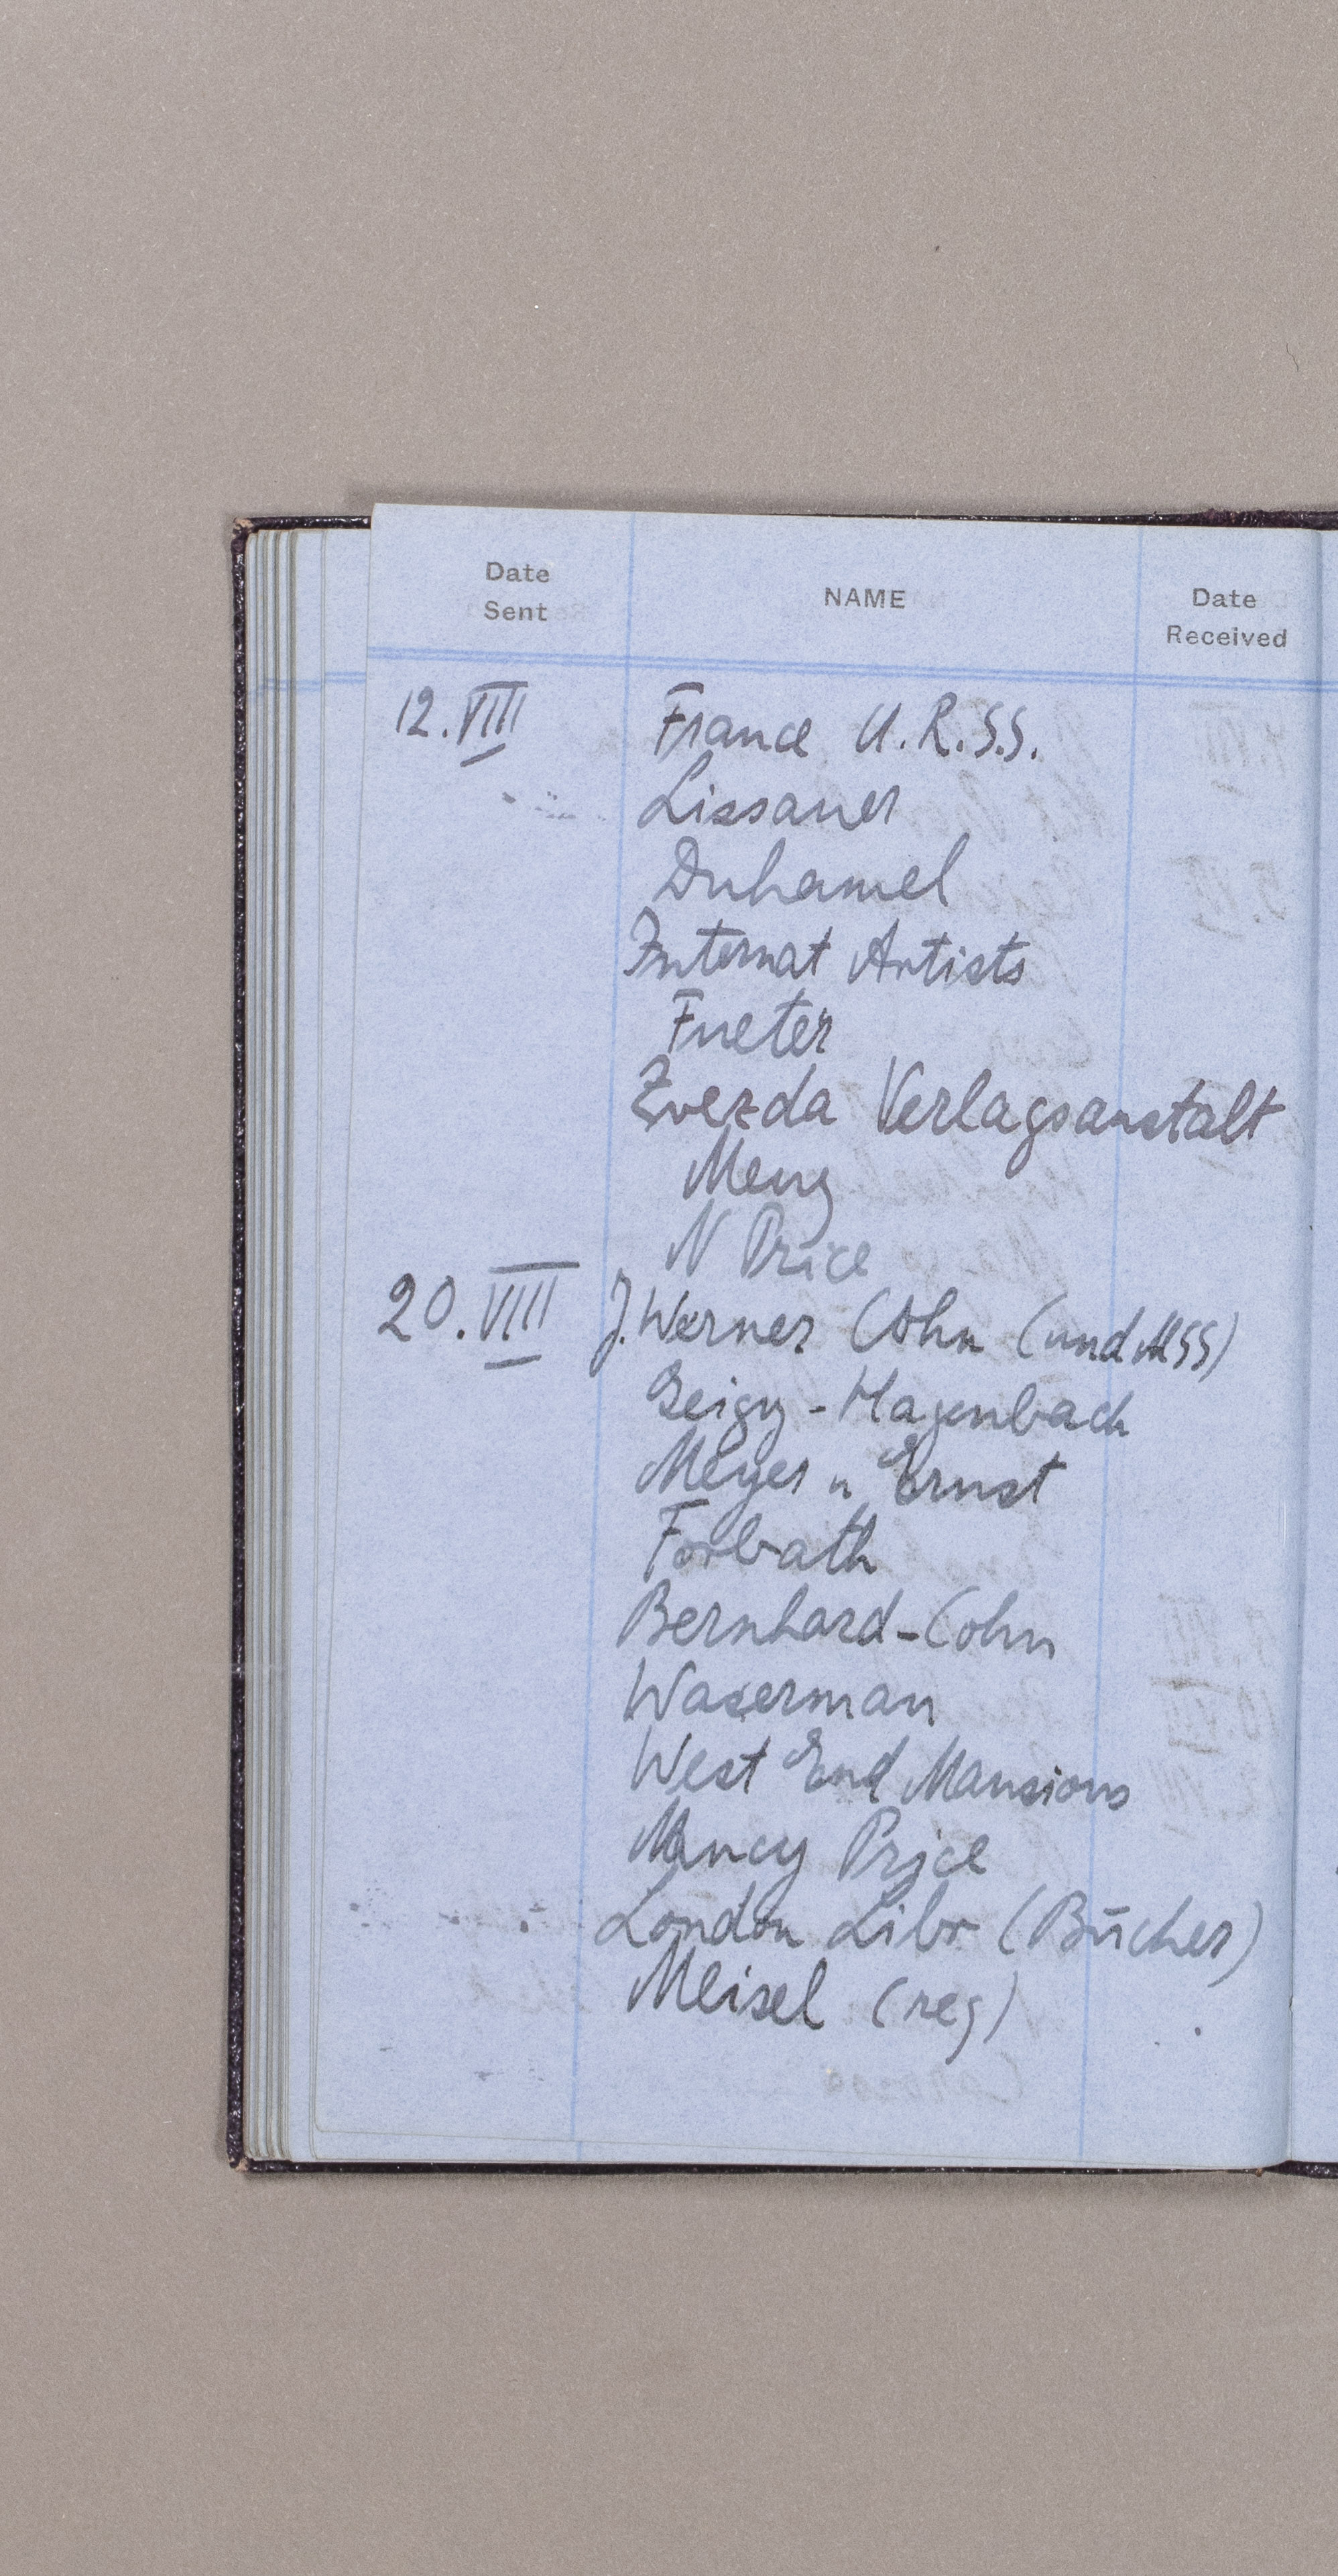 Date Sent NAME Date Received
12.VIII France U.R.S.S.
Lissauer
Duhamel
Internat Artists
Fueter
Zvezda Verlagsanstalt
Meng
N Price
20.VIII J. Werner Cohn (und MSS)
Geigy-Hagenbach
Meyer u Ernst
Forbath
Bernhard-Cohn
Waserman
West End Mansions
Nancy Price
London Libr (Bücher)
Meisel (reg)